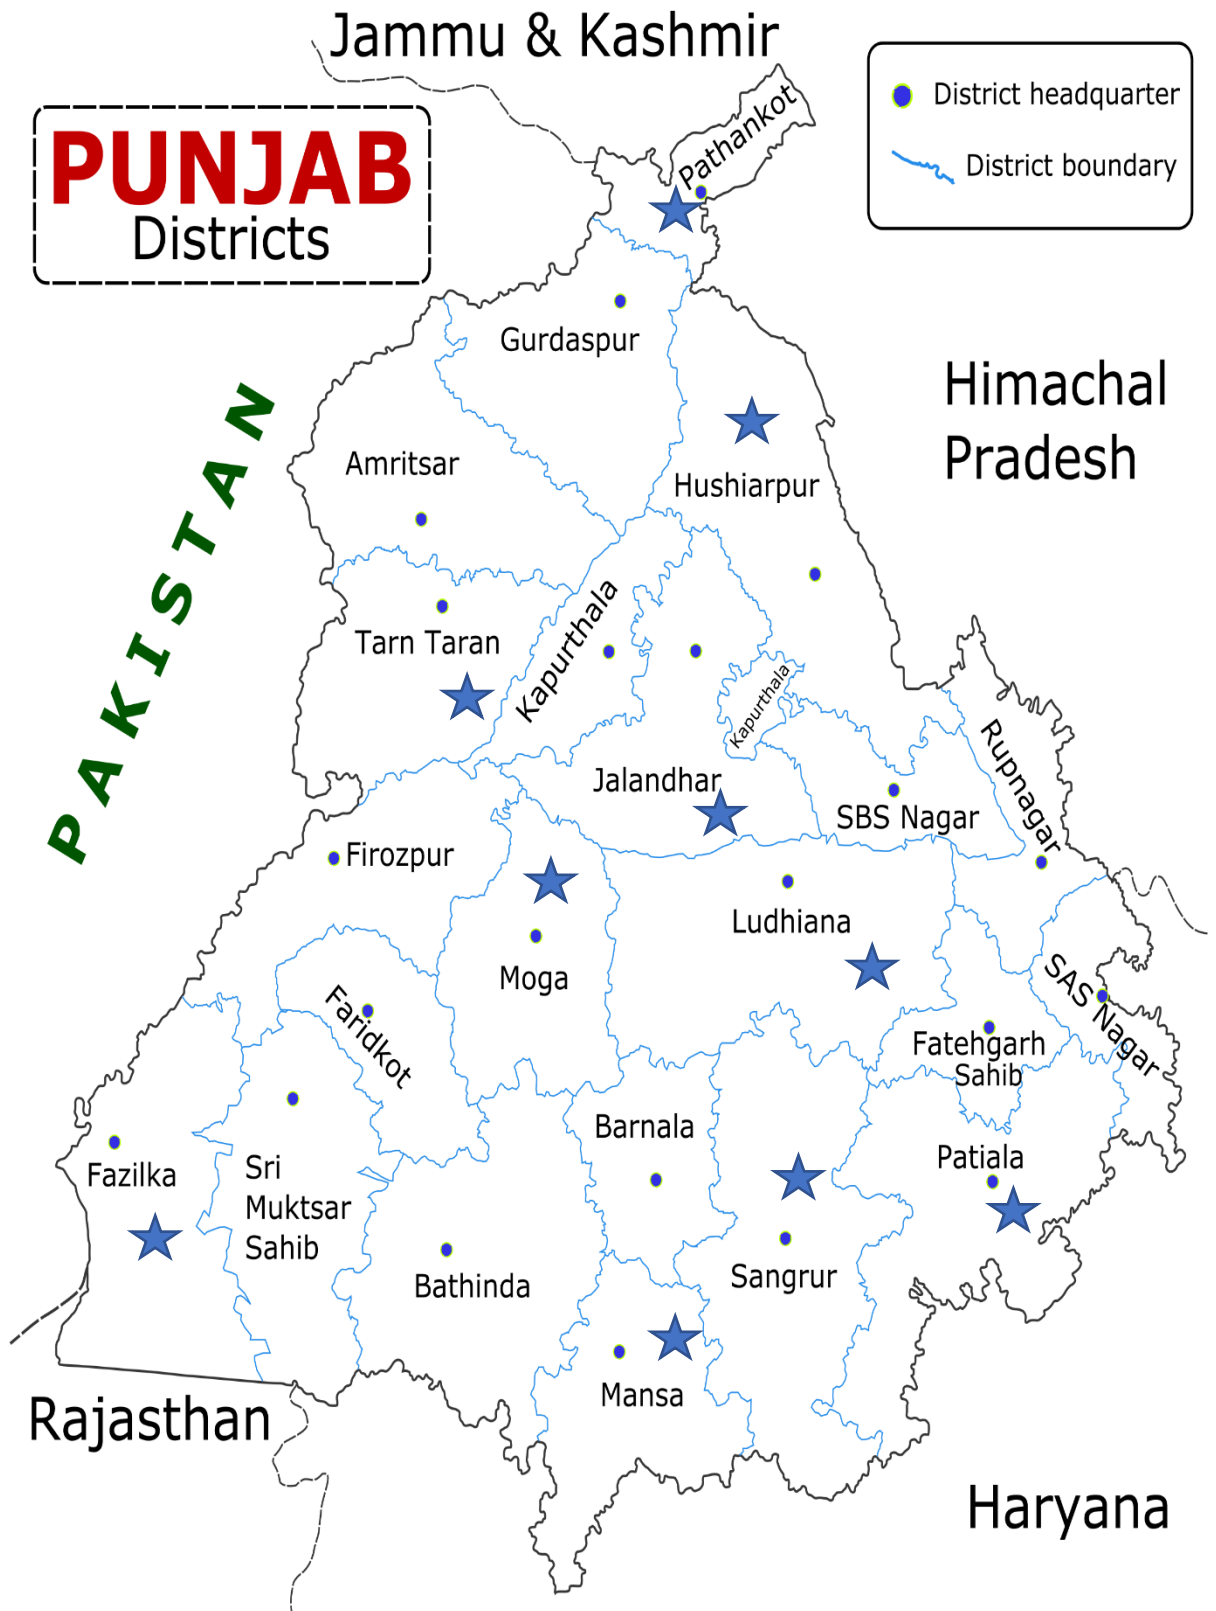 Jammu & Kashmir
District headquarter
District boundary
PUNJAB
Districts
Pathankot
Gurdaspur
Himachal
Pradesh
PAKISTAN
Amritsar
Hushiarpur
Tarn Taran
Kapurthala
Kapurthala
Rupnagar
Jalandhar
SBS Nagar
Firozpur
Ludhiana
Moga
SAS Nagar
Faridkot
Fatehgarh
Sahib
Barnala
Patiala
Fazilka
Sri
Muktsar
Sahib
Bathinda
Sangrur
Mansa
Rajasthan
Haryana